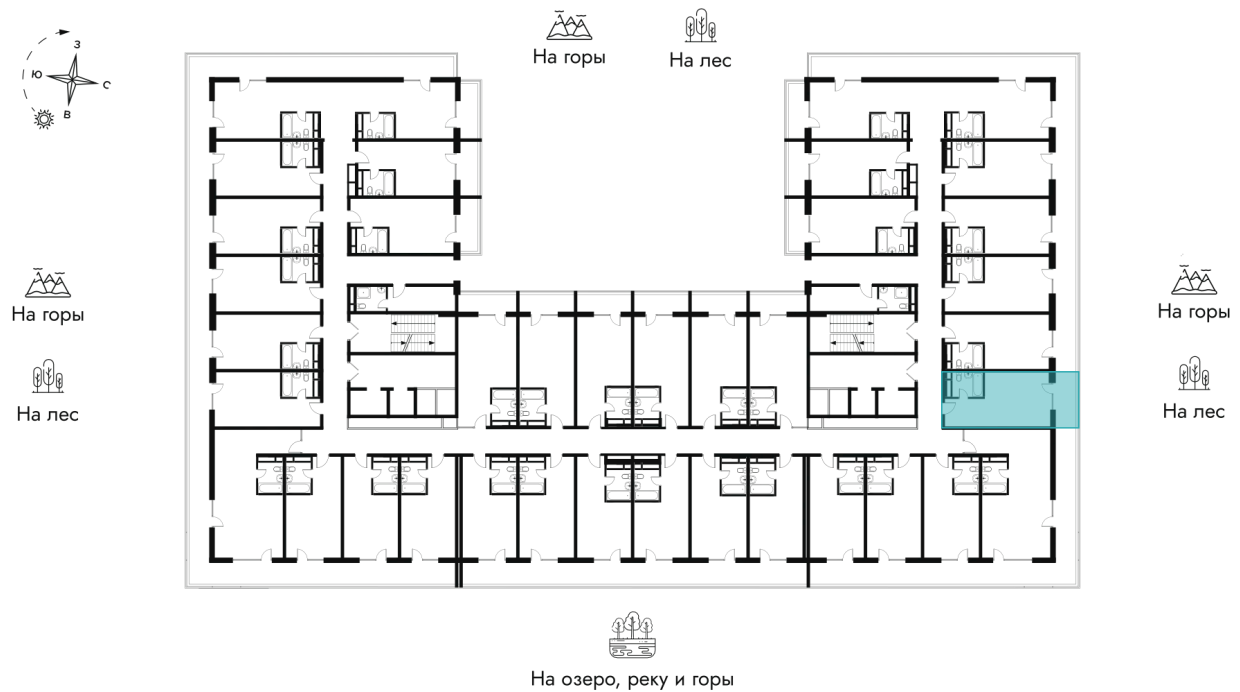 На горы
На лес
З
Ю
С
В
На горы
На лес
На горы
На лес
На озеро, реку и горы